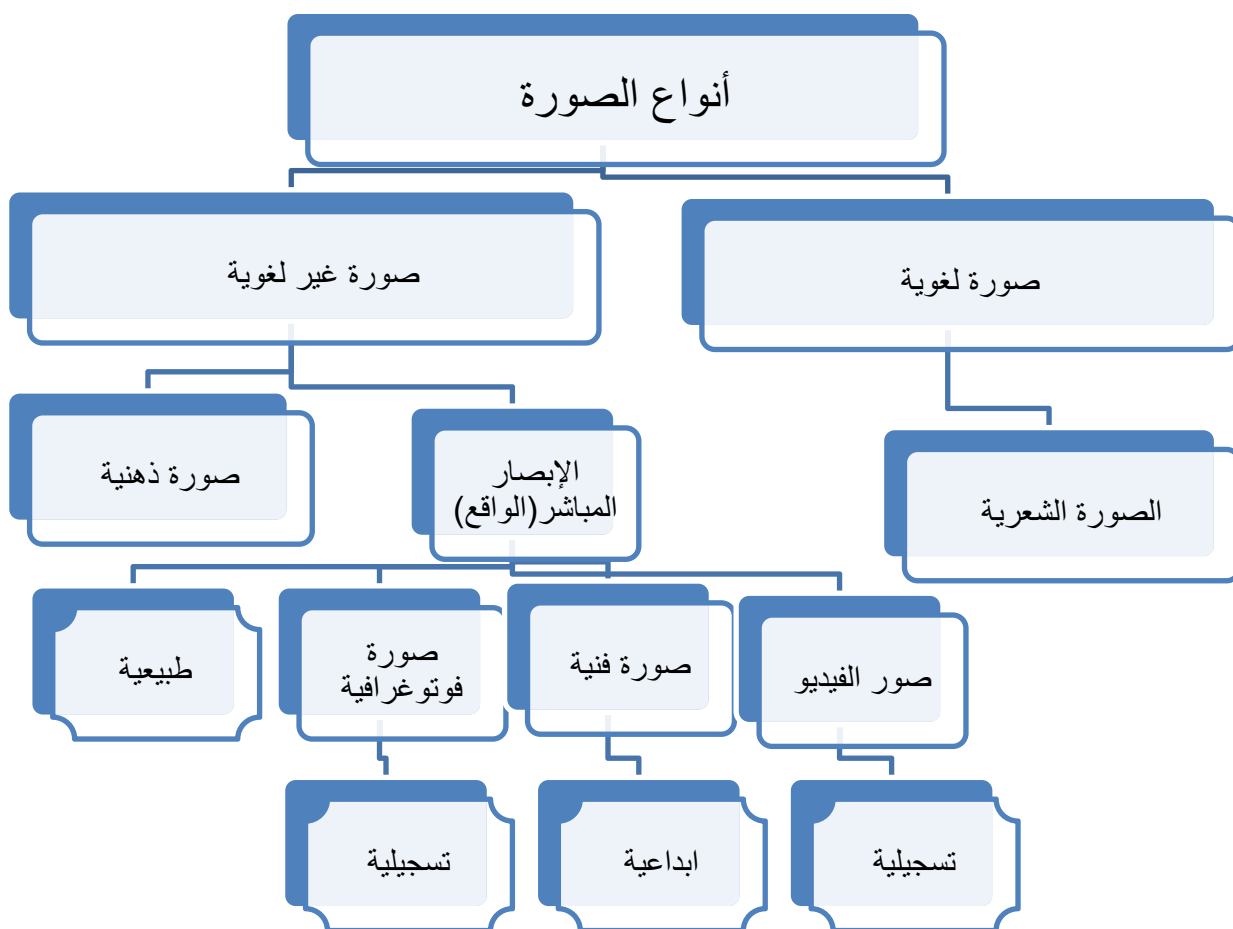 أنواع الصورة
صورة لغوية
صورة غير لغوية
الصورة الشعرية
الإبصار
المباشر(الواقع)
صورة ذهنية
صور الفيديو
صورة فنية
صورة
فوتوغرافية
طبيعية
تسجيلية
ابداعية
تسجيلية